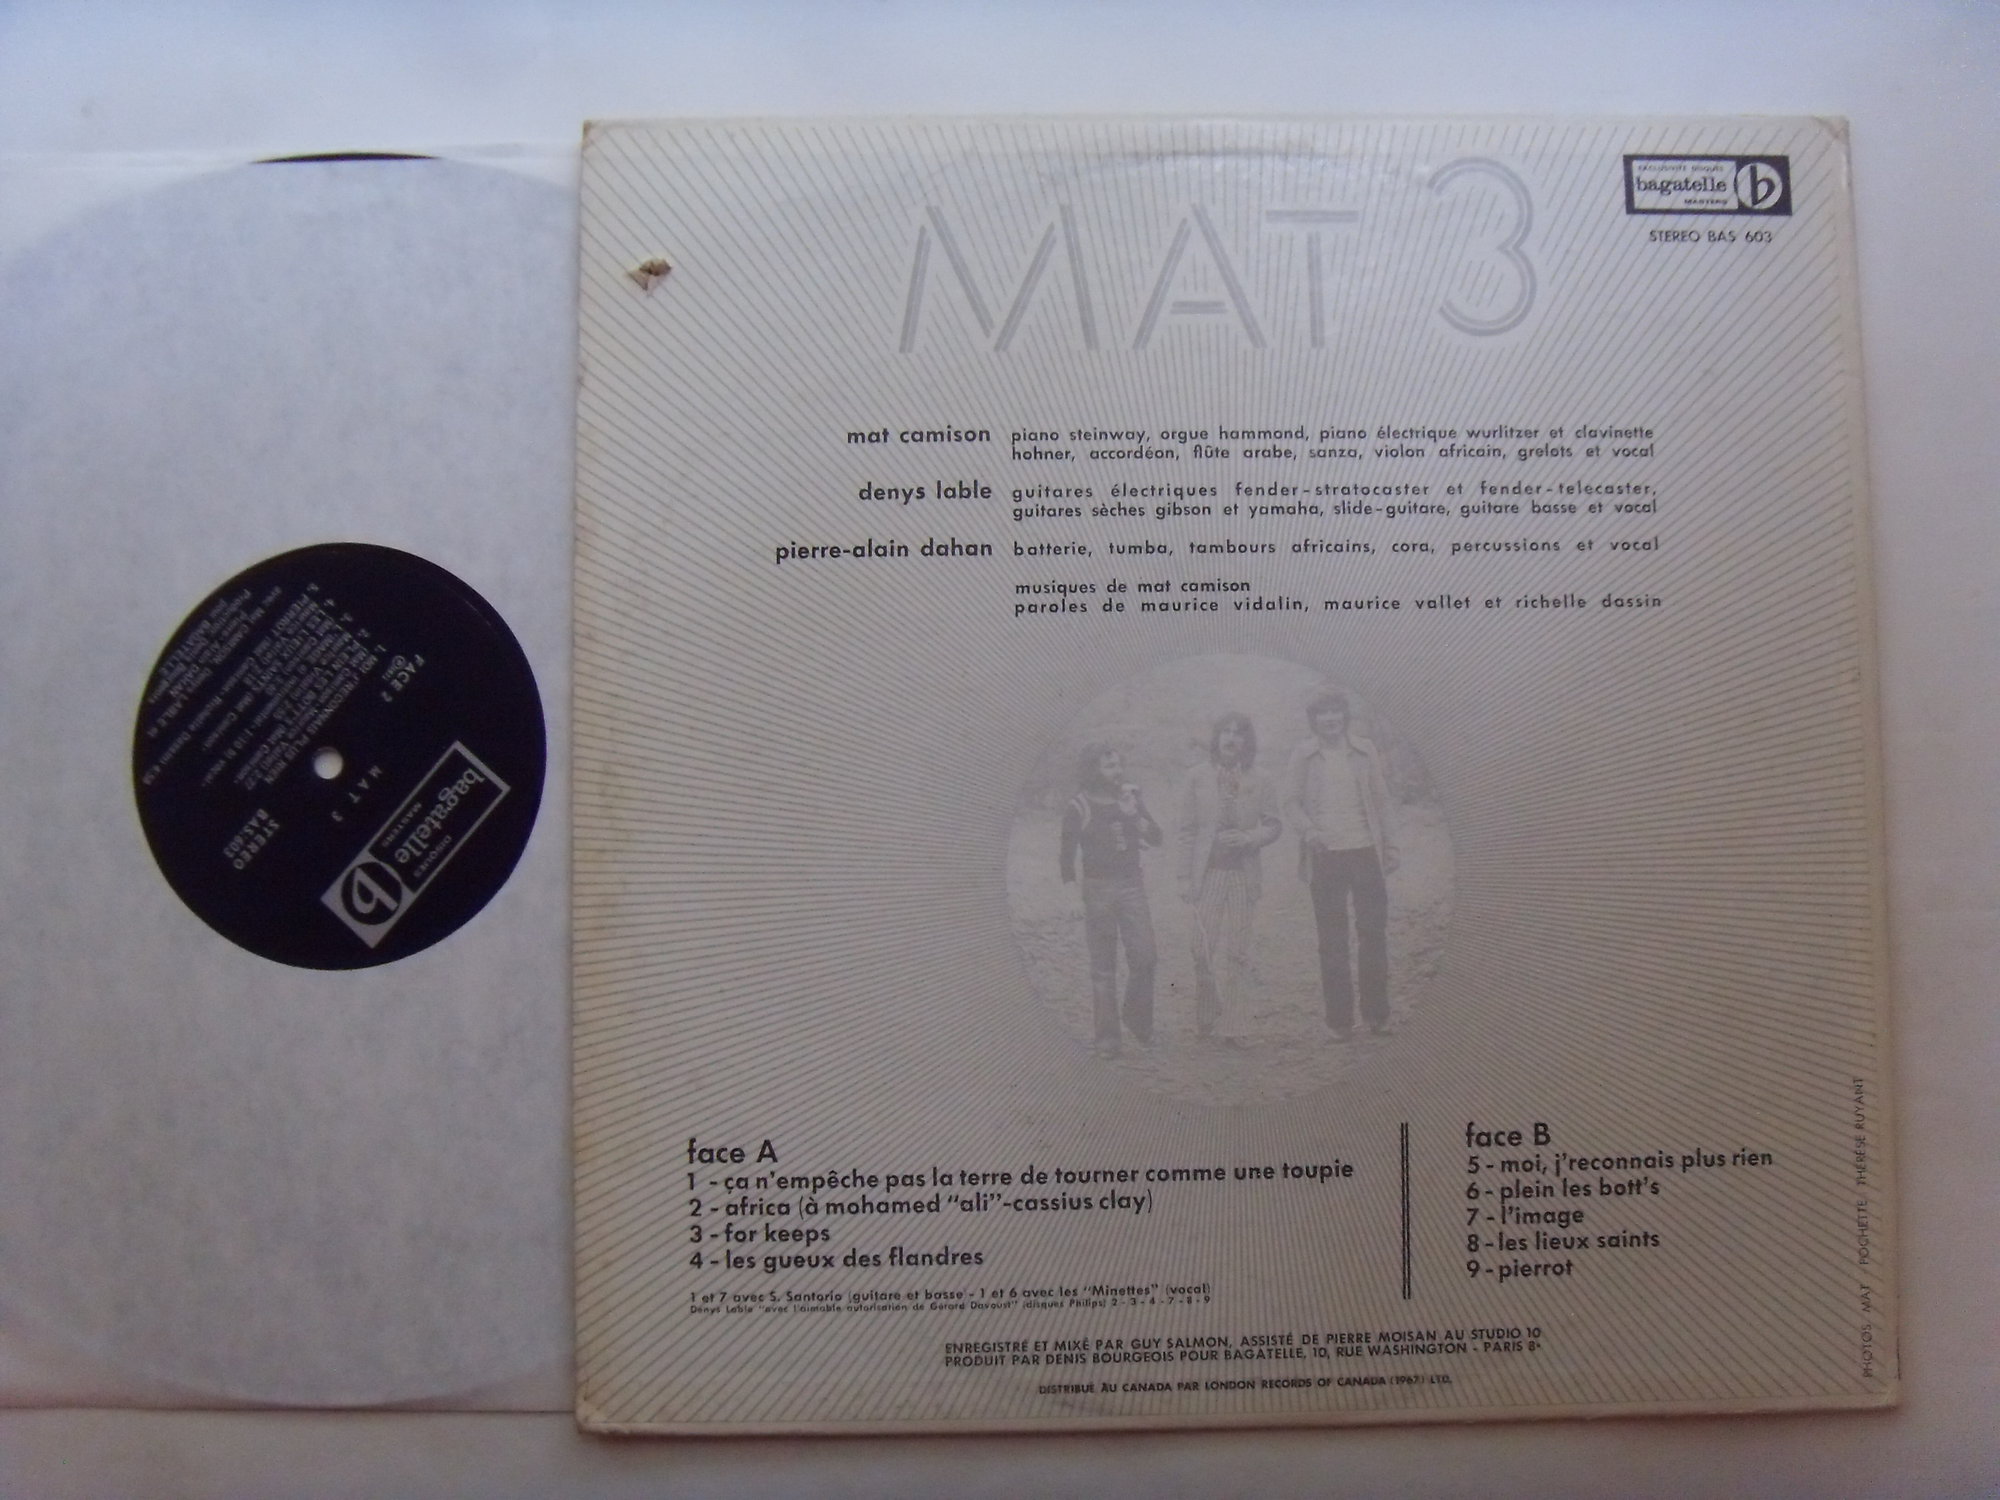 MAT 3
EXCLUSIVITÉ DISQUES
bagatelle
MASTERS
b
STEREO BAS 603
mat camison piano steinway, orgue hammond, piano électrique wurlitzer et clavinette
hohner, accordéon, flûte arabe, sanza, violon africain, grelots et vocal
denys lable guitares électriques fender-stratocaster et fender-telecaster,
guitares sèches gibson et yamaha, slide-guitare, guitare basse et vocal
pierre-alain dahan batterie, tumba, tambours africains, cora, percussions et vocal
musiques de mat camison
paroles de maurice vidalin, maurice vallet et richelle dassin
face A
1 - ça n'empêche pas la terre de tourner comme une toupie
2 - africa (à mohamed "ali"-cassius clay)
3 - for keeps
4 - les gueux des flandres
1 et 7 avec S. Santorio (guitare et basse - 1 et 6 avec les "Minettes" (vocal)
Denys Lable "avec l'aimable autorisation de Gérard Davoust" (disques Philips) 2 - 3 - 4 - 7 - 8 - 9
face B
5 - moi, j'reconnais plus rien
6 - plein les bott's
7 - l'image
8 - les lieux saints
9 - pierrot
ENREGISTRÉ ET MIXÉ PAR GUY SALMON, ASSISTÉ DE PIERRE MOISAN AU STUDIO 10
PRODUIT PAR DENIS BOURGEOIS POUR BAGATELLE, 10, RUE WASHINGTON - PARIS 8e
DISTRIBUÉ AU CANADA PAR LONDON RECORDS OF CANADA (1967) LTD.
PHOTOS MAT / POCHETTE THÉRÈSE RUYANT
DISQUES
bagatelle
MASTERS
b
MAT 3
STEREO
BAS:603
FACE 2
1. MOI, J'RECONNAIS PLUS RIEN